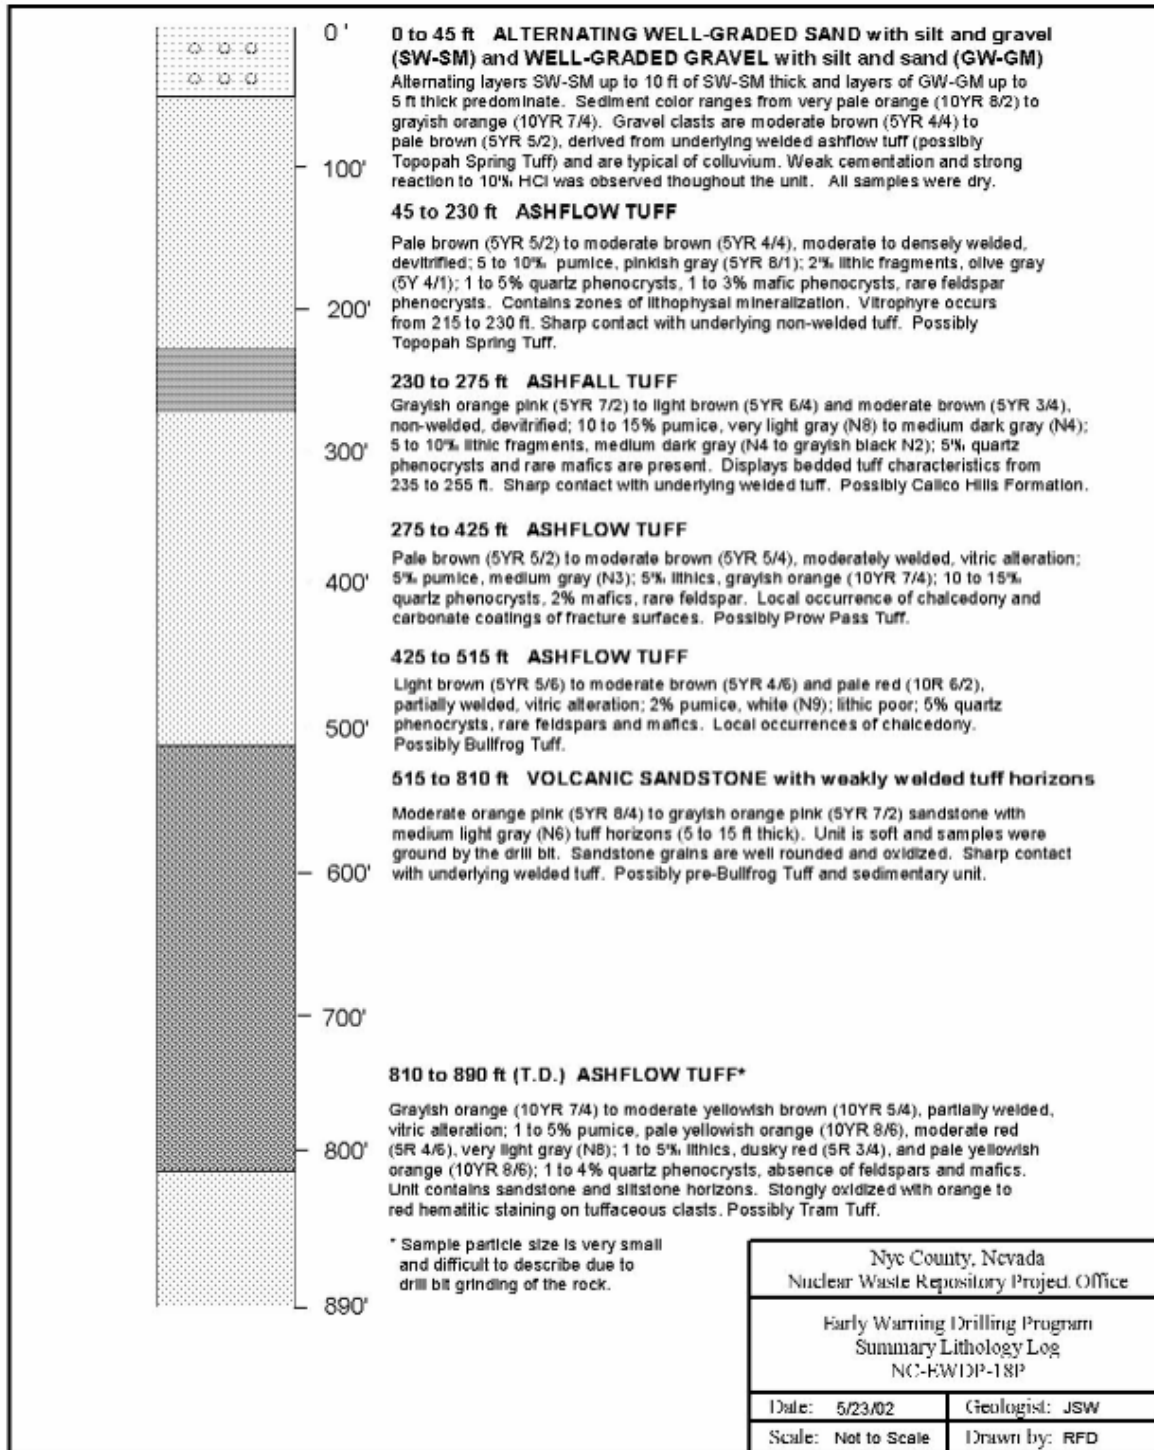 0 '
100'
200'
300'
400'
500'
600'
700'
800'
890'
0 to 45 ft ALTERNATING WELL-GRADED SAND with silt and gravel
(SW-SM) and WELL-GRADED GRAVEL with silt and sand (GW-GM)
Alternating layers SW-SM up to 10 ft of SW-SM thick and layers of GW-GM up to
5 ft thick predominate. Sediment color ranges from very pale orange (10YR 8/2) to
grayish orange (10YR 7/4). Gravel clasts are moderate brown (5YR 4/4) to
pale brown (5YR 5/2), derived from underlying welded ashflow tuff (possibly
Topopah Spring Tuff) and are typical of colluvium. Weak cementation and strong
reaction to 10% HCl was observed thoughout the unit. All samples were dry.
45 to 230 ft ASHFLOW TUFF
Pale brown (5YR 5/2) to moderate brown (5YR 4/4), moderate to densely welded,
devitrified; 5 to 10% pumice, pinkish gray (5YR 8/1); 2% lithic fragments, olive gray
(5Y 4/1); 1 to 5% quartz phenocrysts, 1 to 3% mafic phenocrysts, rare feldspar
phenocrysts. Contains zones of lithophysal mineralization. Vitrophyre occurs
from 215 to 230 ft. Sharp contact with underlying non-welded tuff. Possibly
Topopah Spring Tuff.
230 to 275 ft ASHFALL TUFF
Grayish orange pink (5YR 7/2) to light brown (5YR 6/4) and moderate brown (5YR 3/4),
non-welded, devitrified; 10 to 15% pumice, very light gray (N8) to medium dark gray (N4);
5 to 10% lithic fragments, medium dark gray (N4 to grayish black N2); 5% quartz
phenocrysts and rare mafics are present. Displays bedded tuff characteristics from
235 to 255 ft. Sharp contact with underlying welded tuff. Possibly Calico Hills Formation.
275 to 425 ft ASHFLOW TUFF
Pale brown (5YR 5/2) to moderate brown (5YR 5/4), moderately welded, vitric alteration;
5% pumice, medium gray (N3); 5% lithics, grayish orange (10YR 7/4); 10 to 15%
quartz phenocrysts, 2% mafics, rare feldspar. Local occurrence of chalcedony and
carbonate coatings of fracture surfaces. Possibly Prow Pass Tuff.
425 to 515 ft ASHFLOW TUFF
Light brown (5YR 5/6) to moderate brown (5YR 4/6) and pale red (10R 6/2),
partially welded, vitric alteration; 2% pumice, white (N9); lithic poor; 5% quartz
phenocrysts, rare feldspars and mafics. Local occurrences of chalcedony.
Possibly Bullfrog Tuff.
515 to 810 ft VOLCANIC SANDSTONE with weakly welded tuff horizons
Moderate orange pink (5YR 8/4) to grayish orange pink (5YR 7/2) sandstone with
medium light gray (N6) tuff horizons (5 to 15 ft thick). Unit is soft and samples were
ground by the drill bit. Sandstone grains are well rounded and oxidized. Sharp contact
with underlying welded tuff. Possibly pre-Bullfrog Tuff and sedimentary unit.
810 to 890 ft (T.D.) ASHFLOW TUFF*
Grayish orange (10YR 7/4) to moderate yellowish brown (10YR 5/4), partially welded,
vitric alteration; 1 to 5% pumice, pale yellowish orange (10YR 8/6), moderate red
(5R 4/6), very light gray (N8); 1 to 5% lithics, dusky red (5R 3/4), and pale yellowish
orange (10YR 8/6); 1 to 4% quartz phenocrysts, absence of feldspars and mafics.
Unit contains sandstone and siltstone horizons. Stongly oxidized with orange to
red hematitic staining on tuffaceous clasts. Possibly Tram Tuff.
* Sample particle size is very small
and difficult to describe due to
drill bit grinding of the rock.
Nye County, Nevada
Nuclear Waste Repository Project Office
Early Warning Drilling Program
Summary Lithology Log
NC-EWDP-18P
Date: 5/23/02 Geologist: JSW
Scale: Not to Scale Drawn by: RFD